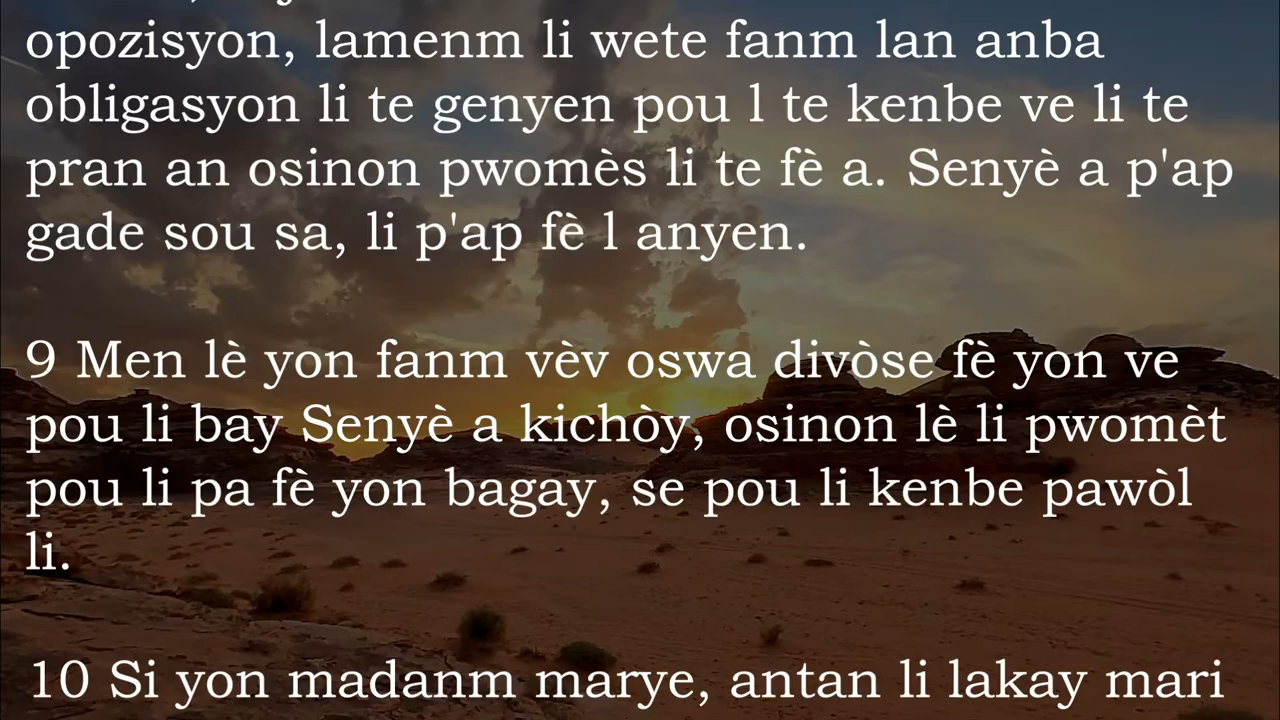 opozisyon, lamenm li wete fanm lan anba
obligasyon li te genyen pou l te kenbe ve li te
pran an osinon pwomès li te fè a. Senyè a p'ap
gade sou sa, li p'ap fè l anyen.
9 Men lè yon fanm vèv oswa divòse fè yon ve
pou li bay Senyè a kichòy, osinon lè li pwomèt
pou li pa fè yon bagay, se pou li kenbe pawòl
li.
10 Si yon madanm marye, antan li lakay mari